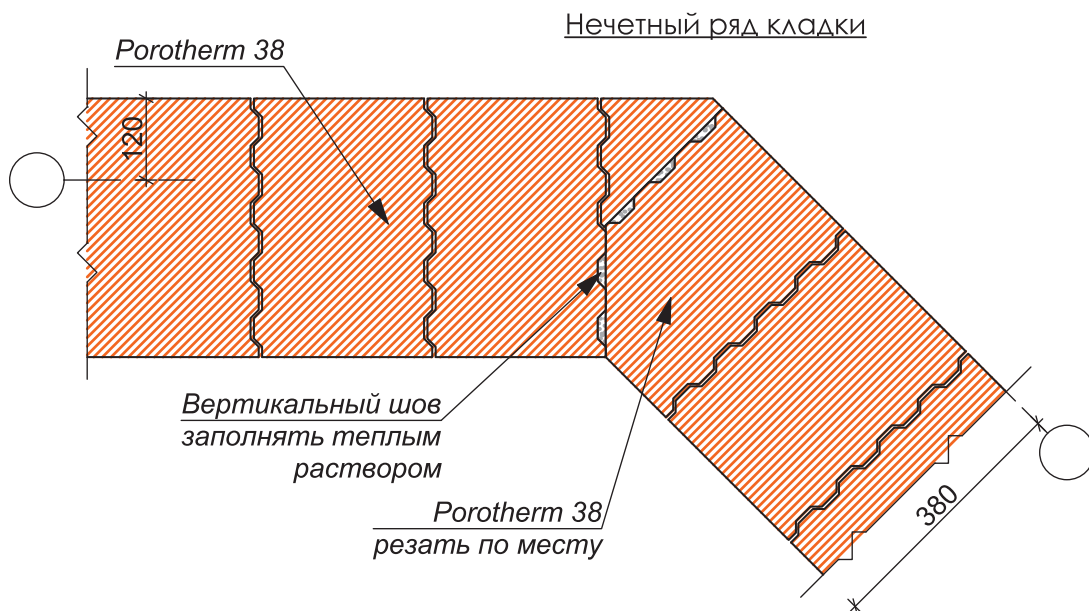 Нечетный ряд кладки
Porotherm 38
120
Вертикальный шов
заполнять теплым
раствором
Porotherm 38
резать по месту
380